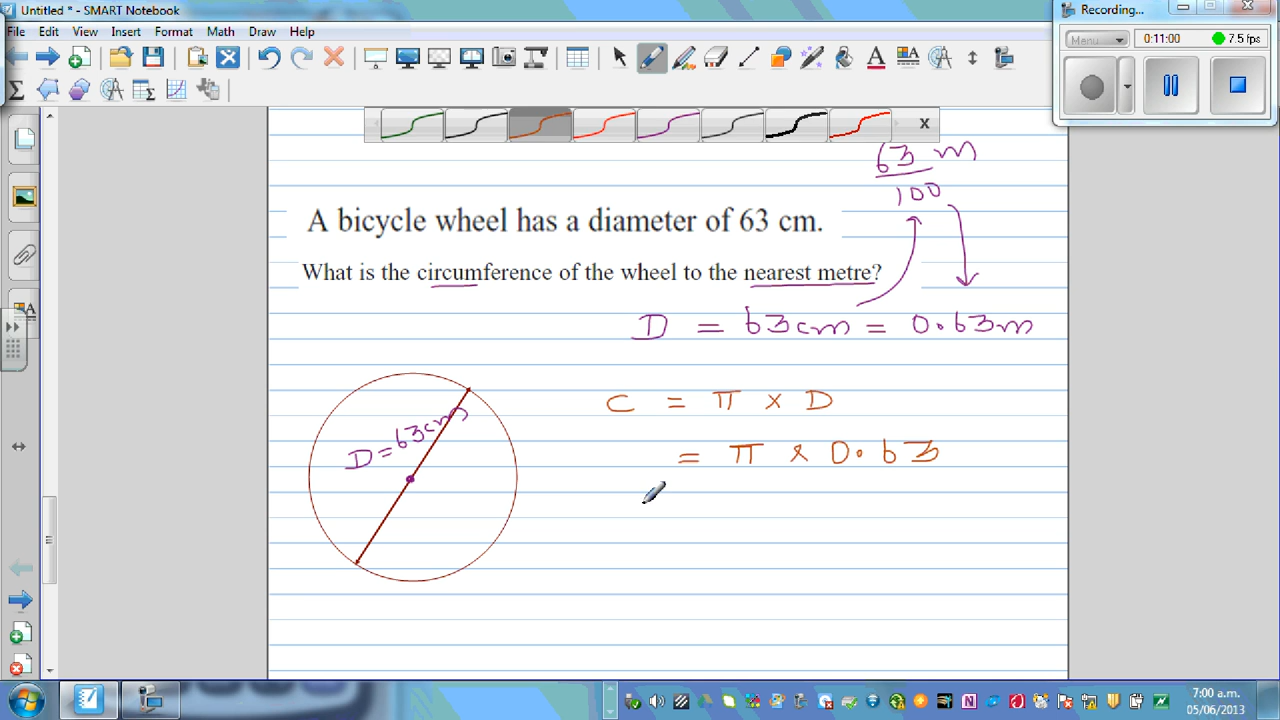 Untitled * - SMART Notebook
Recording...
File Edit View Insert Format Math Draw Help
Menu
0:11:00
7.5 fps
X
63 m
100
A bicycle wheel has a diameter of 63 cm.
What is the circumference of the wheel to the nearest metre?
D = 63cm = 0.63m
D = 63cm
C = π × D
= π × 0.63
7:00 a.m.
05/06/2013